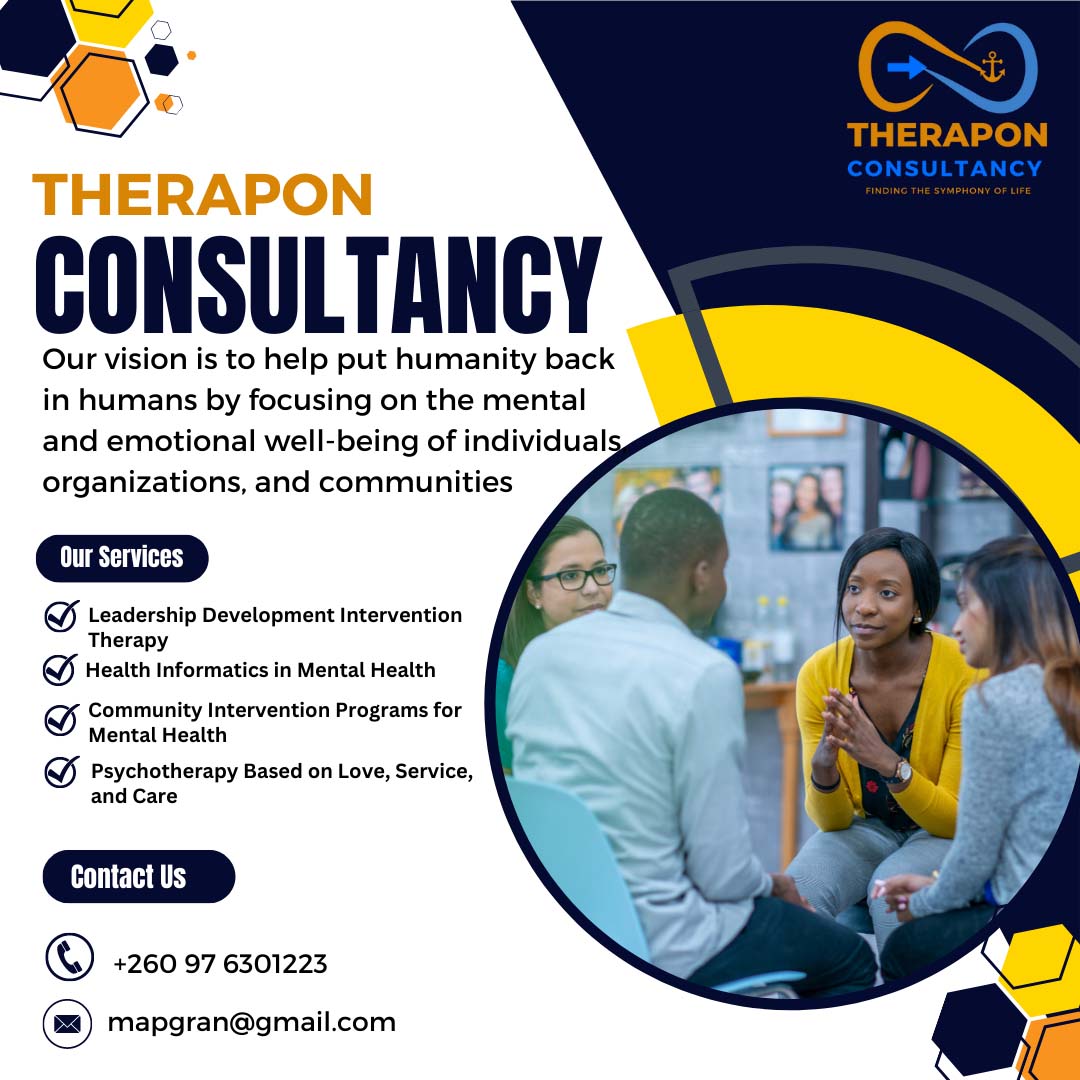 THERAPON
CONSULTANCY
FINDING THE SYMPHONY OF LIFE
THERAPON
CONSULTANCY
Our vision is to help put humanity back
in humans by focusing on the mental
and emotional well-being of individuals,
organizations, and communities
Our Services
Leadership Development Intervention
Therapy
Health Informatics in Mental Health
Community Intervention Programs for
Mental Health
Psychotherapy Based on Love, Service,
and Care
Contact Us
+260 97 6301223
mapgran@gmail.com